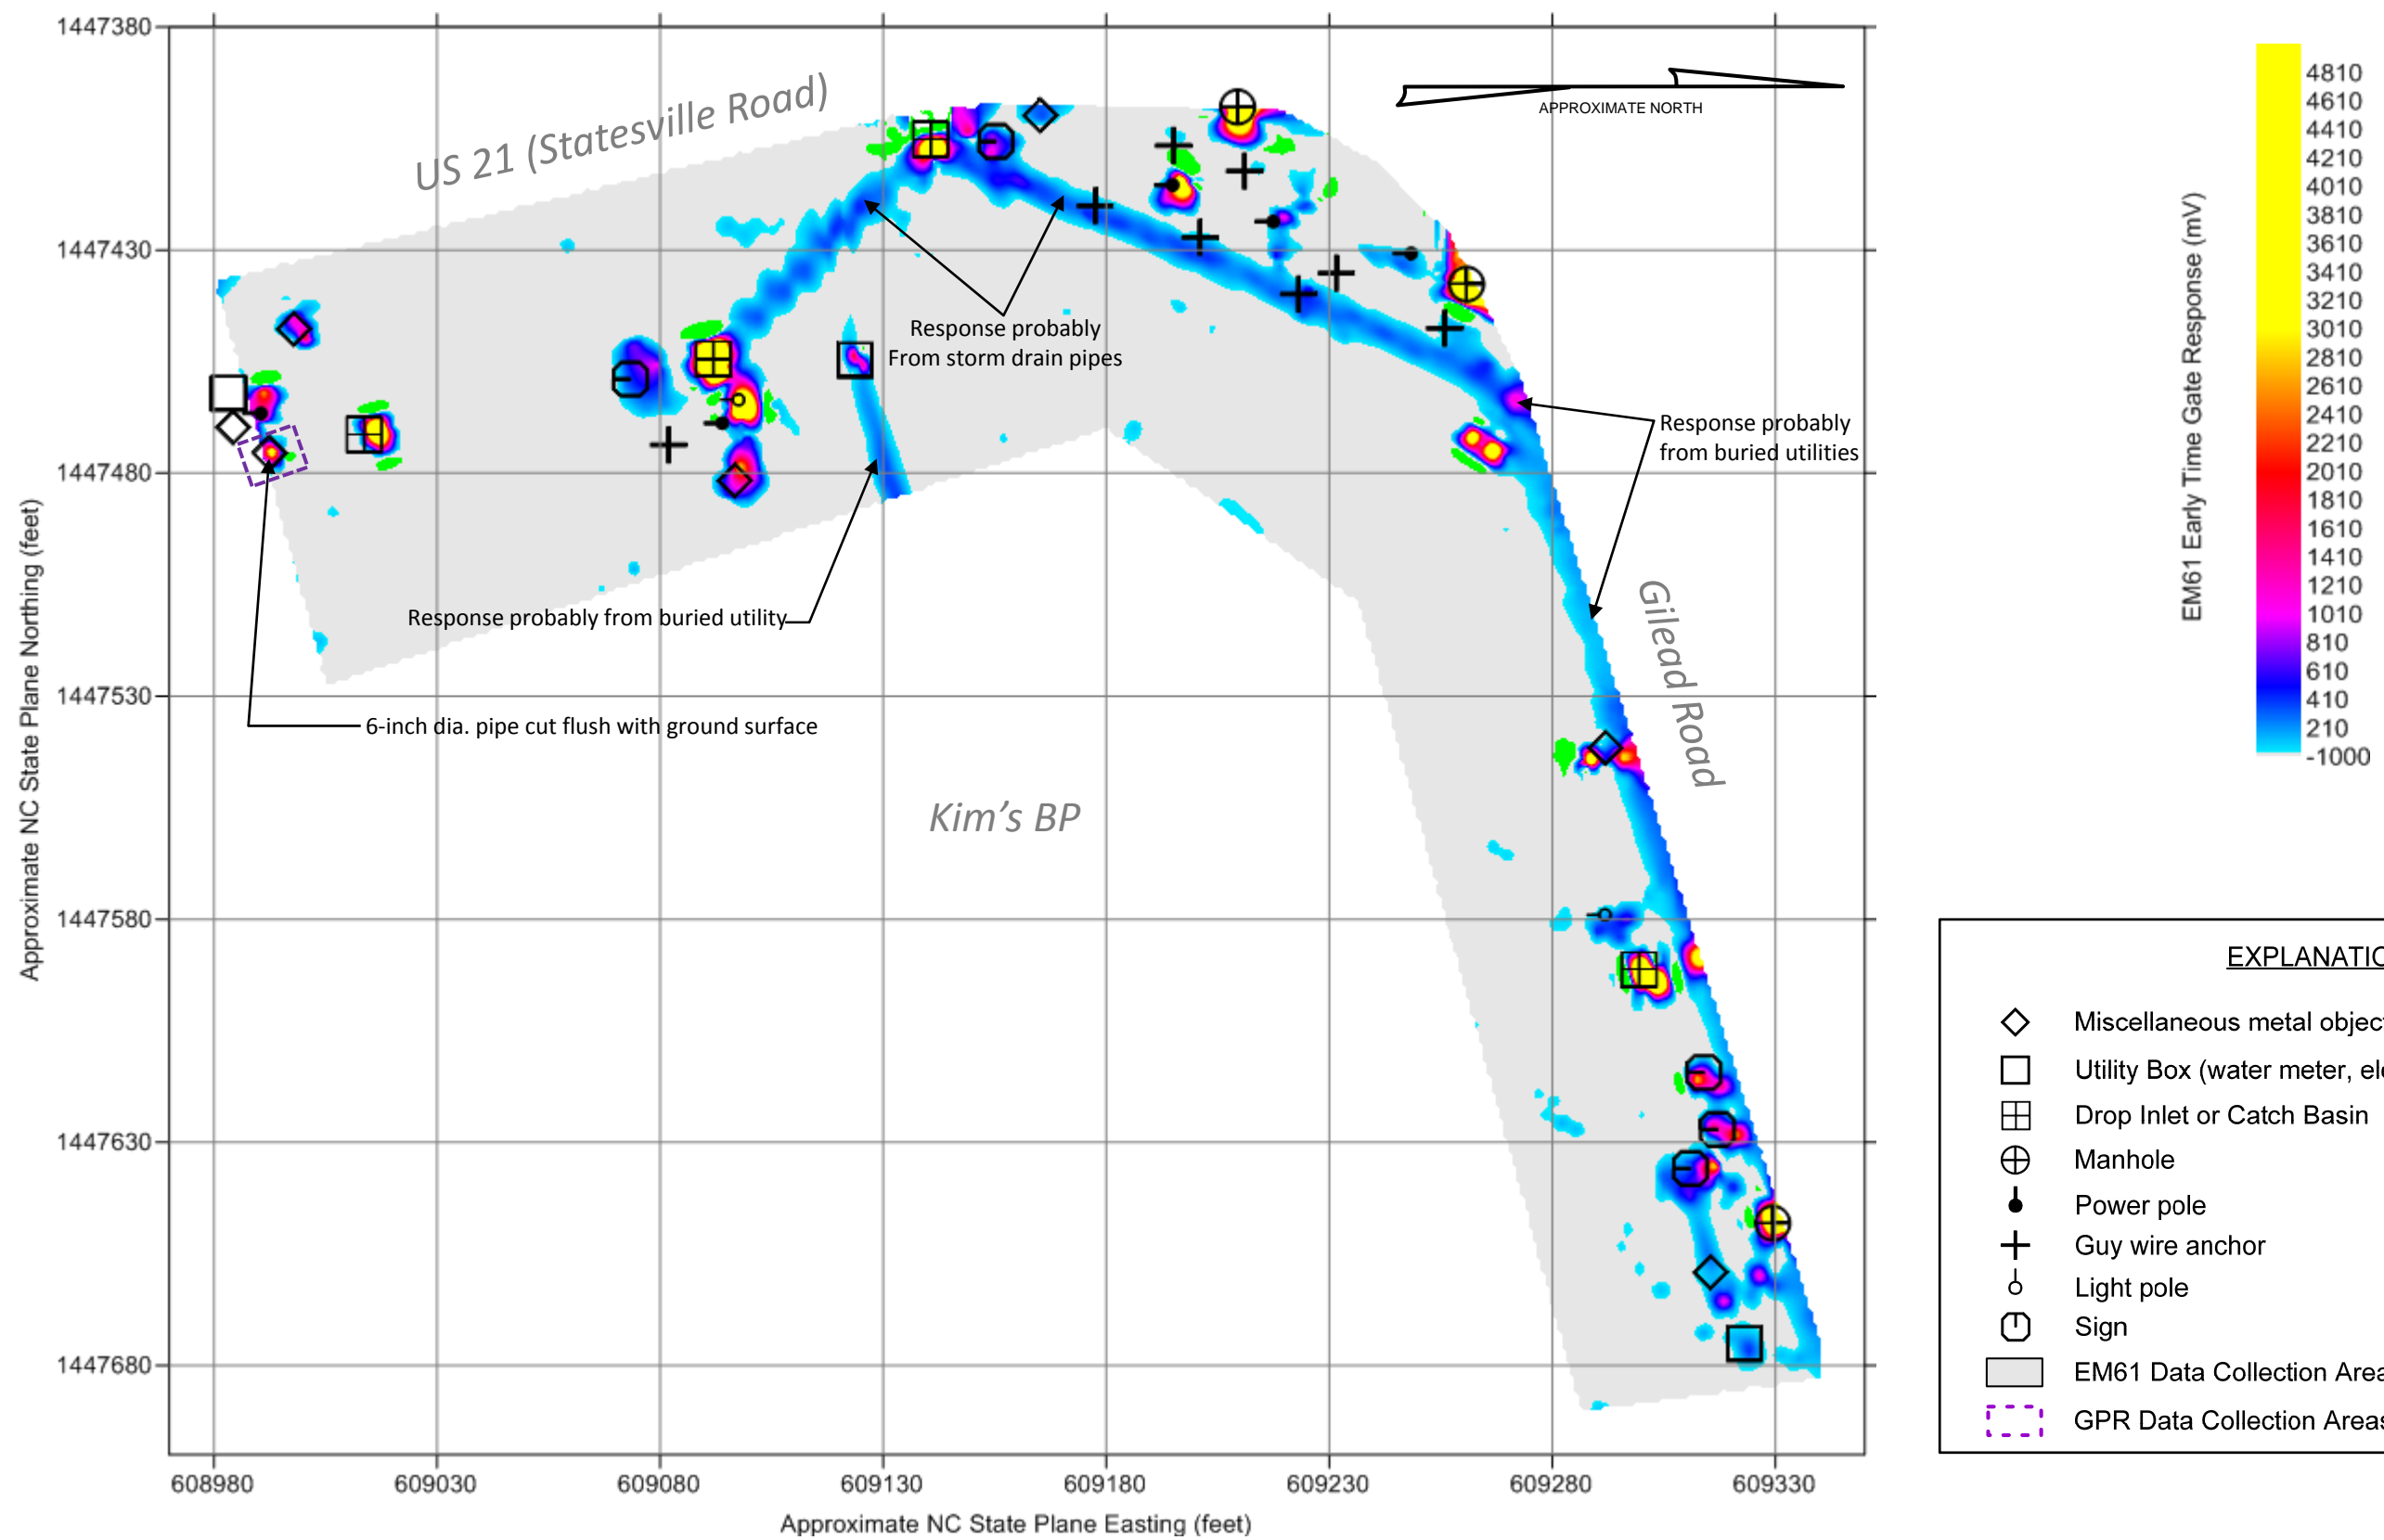 1447380
1447430
1447480
1447530
1447580
1447630
1447680
Approximate NC State Plane Northing (feet)
608980
609030
609080
609130
609180
609230
609280
609330
Approximate NC State Plane Easting (feet)
US 21 (Statesville Road)
APPROXIMATE NORTH
Response probably
From storm drain pipes
Response probably
from buried utilities
Response probably from buried utility
6-inch dia. pipe cut flush with ground surface
Gilead Road
Kim’s BP
EM61 Early Time Gate Response (mV)
4810
4610
4410
4210
4010
3810
3610
3410
3210
3010
2810
2610
2410
2210
2010
1810
1610
1410
1210
1010
810
610
410
210
-1000
EXPLANATIO
Miscellaneous metal objec
Utility Box (water meter, ele
Drop Inlet or Catch Basin
Manhole
Power pole
Guy wire anchor
Light pole
Sign
EM61 Data Collection Area
GPR Data Collection Areas